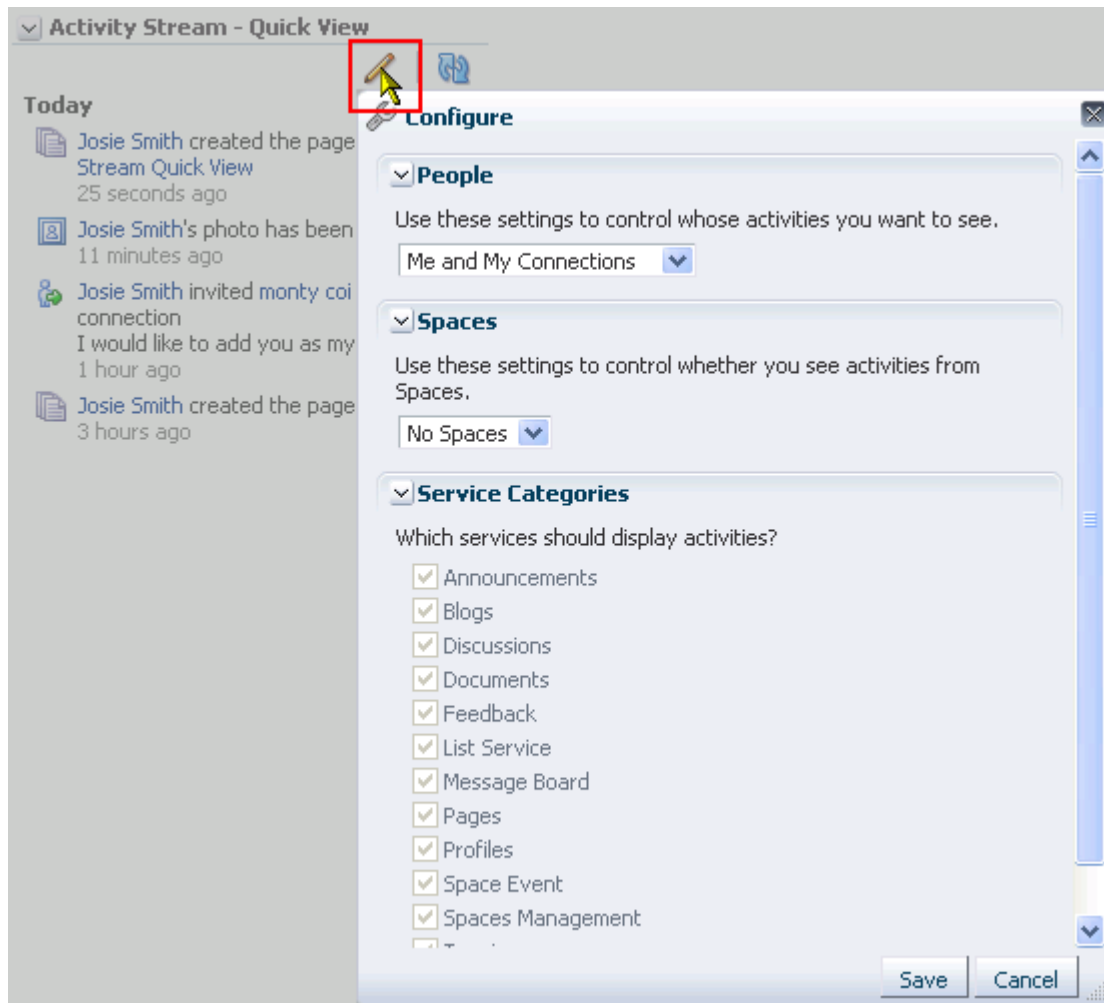 Activity Stream - Quick View
Today
Josie Smith created the page
Stream Quick View
25 seconds ago
Josie Smith's photo has been
11 minutes ago
Josie Smith invited monty coi
connection
I would like to add you as my
1 hour ago
Josie Smith created the page
3 hours ago
Configure
People
Use these settings to control whose activities you want to see.
Me and My Connections
Spaces
Use these settings to control whether you see activities from
Spaces.
No Spaces
Service Categories
Which services should display activities?
Announcements
Blogs
Discussions
Documents
Feedback
List Service
Message Board
Pages
Profiles
Space Event
Spaces Management
Save Cancel